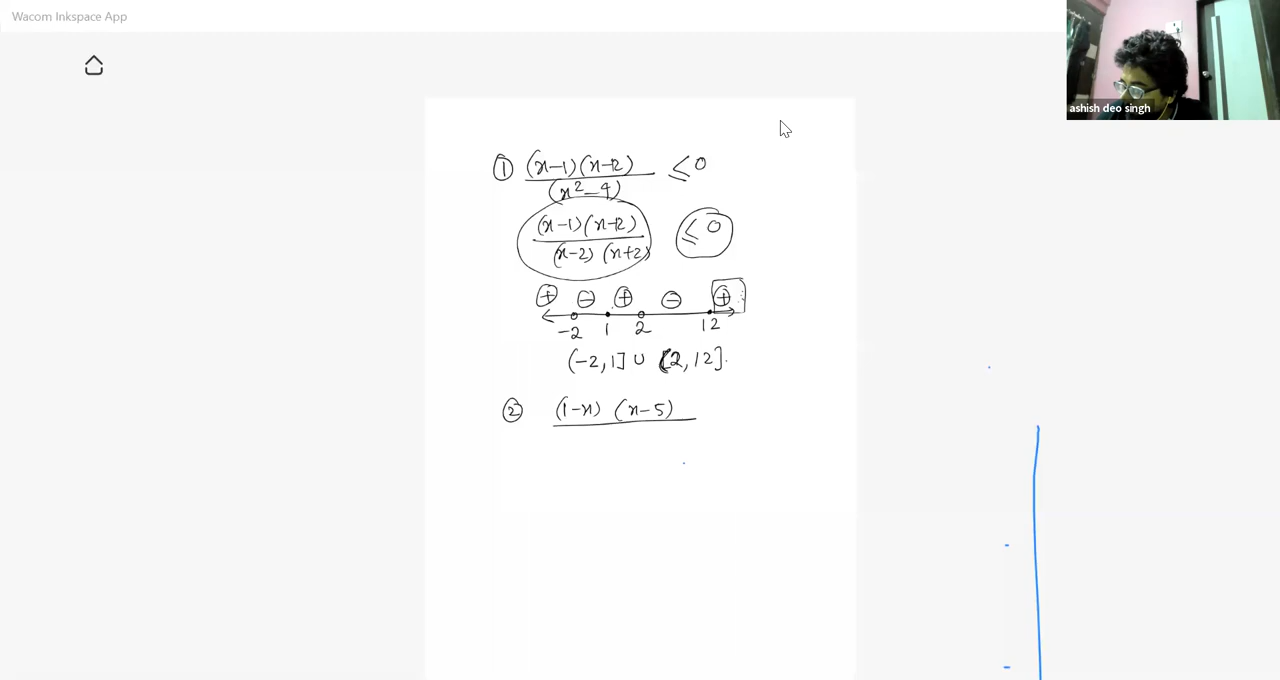 Wacom Inkspace App
ashish deo singh
① (x-1)(x-12) ≤ 0
(x²-4)
(x-1)(x-12) ≤ 0
(x-2) (x+2)
+ - + - +
-2 1 2 12
(-2,1] ∪ (2,12].
② (1-x) (x-5)